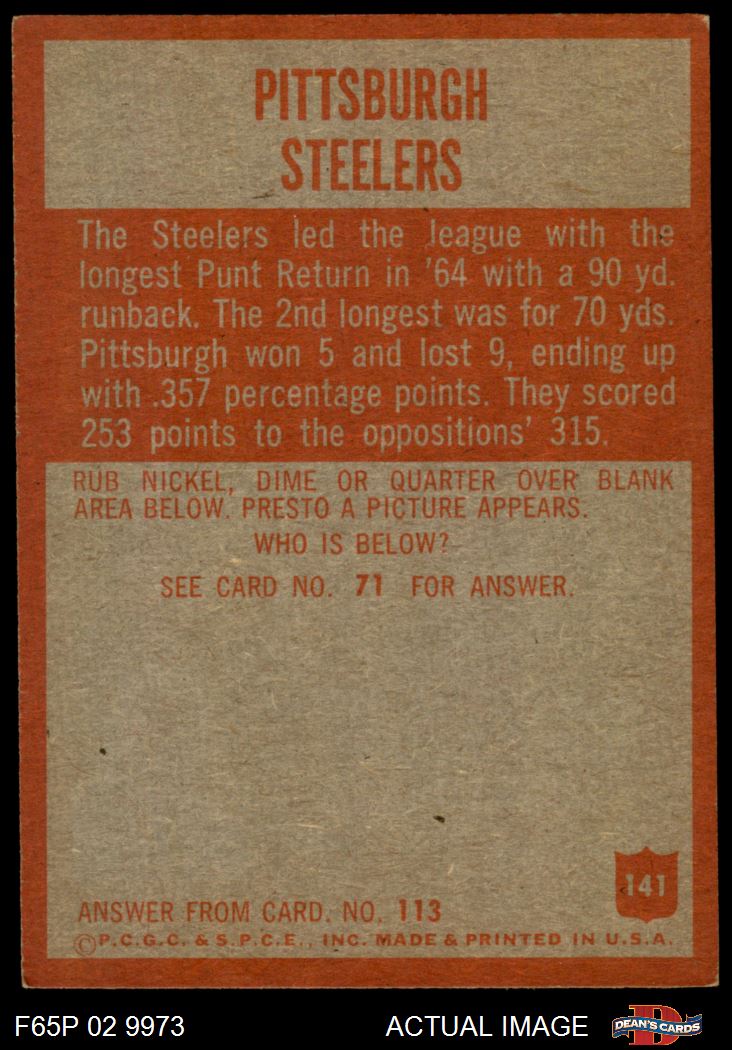 PITTSBURGH
STEELERS
The Steelers led the league with the
longest Punt Return in '64 with a 90 yd.
runback. The 2nd longest was for 70 yds.
Pittsburgh won 5 and lost 9, ending up
with .357 percentage points. They scored
253 points to the oppositions' 315.
RUB NICKEL, DIME OR QUARTER OVER BLANK
AREA BELOW. PRESTO A PICTURE APPEARS.
WHO IS BELOW?
SEE CARD NO. 71 FOR ANSWER.
141
ANSWER FROM CARD. NO. 113
©P.C.G.C. & S.P.C.E., INC. MADE & PRINTED IN U.S.A.
F65P 02 9973
ACTUAL IMAGE
D
DEAN'S CARDS